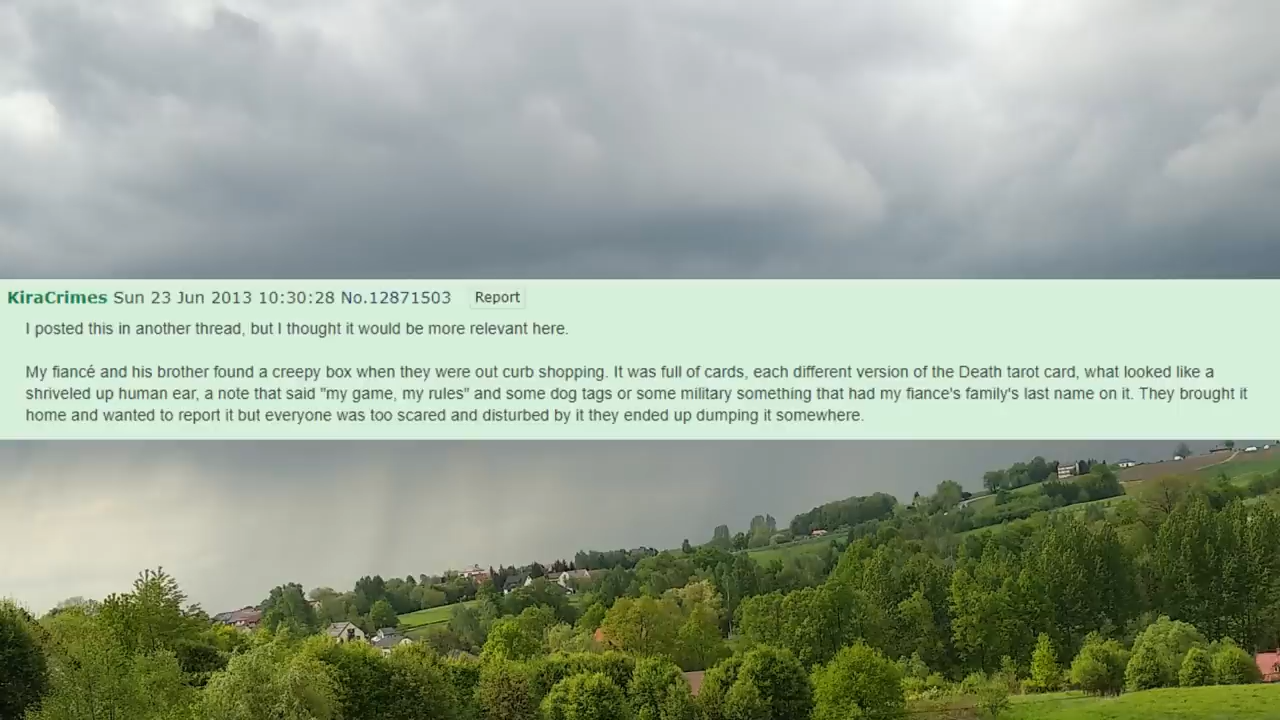 KiraCrimes Sun 23 Jun 2013 10:30:28 No.12871503 Report
I posted this in another thread, but I thought it would be more relevant here.
My fiancé and his brother found a creepy box when they were out curb shopping. It was full of cards, each different version of the Death tarot card, what looked like a
shriveled up human ear, a note that said "my game, my rules" and some dog tags or some military something that had my fiance's family's last name on it. They brought it
home and wanted to report it but everyone was too scared and disturbed by it they ended up dumping it somewhere.